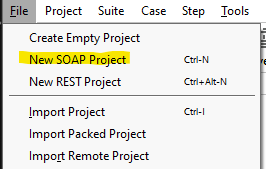 File Project Suite Case Step Tools
Create Empty Project
New SOAP Project Ctrl-N
New REST Project Ctrl+Alt-N
Import Project Ctrl-I
Import Packed Project
Import Remote Project